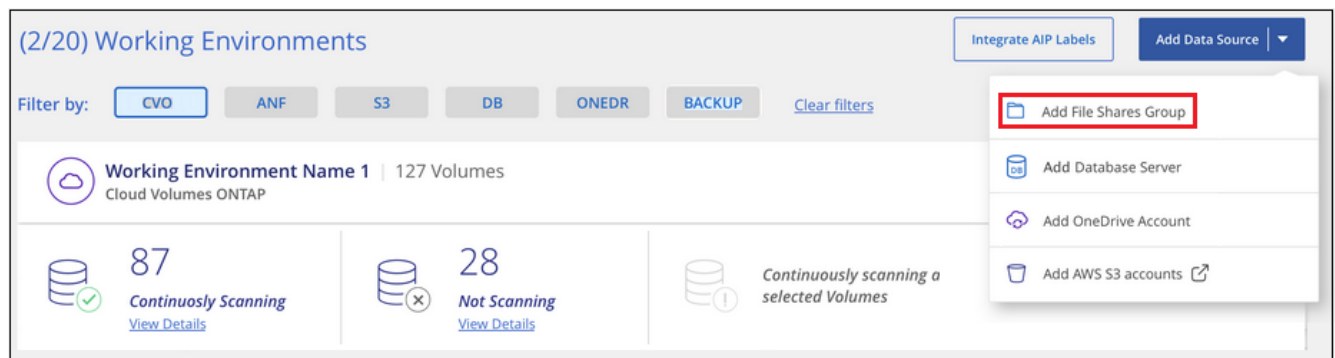 (2/20) Working Environments
Integrate AIP Labels
Add Data Source
Filter by:
CVO
ANF
S3
DB
ONEDR
BACKUP
Clear filters
Add File Shares Group
Working Environment Name 1 | 127 Volumes
Cloud Volumes ONTAP
DB
Add Database Server
Add OneDrive Account
Add AWS S3 accounts
87
Continuosly Scanning
View Details
28
Not Scanning
View Details
Continuously scanning a
selected Volumes